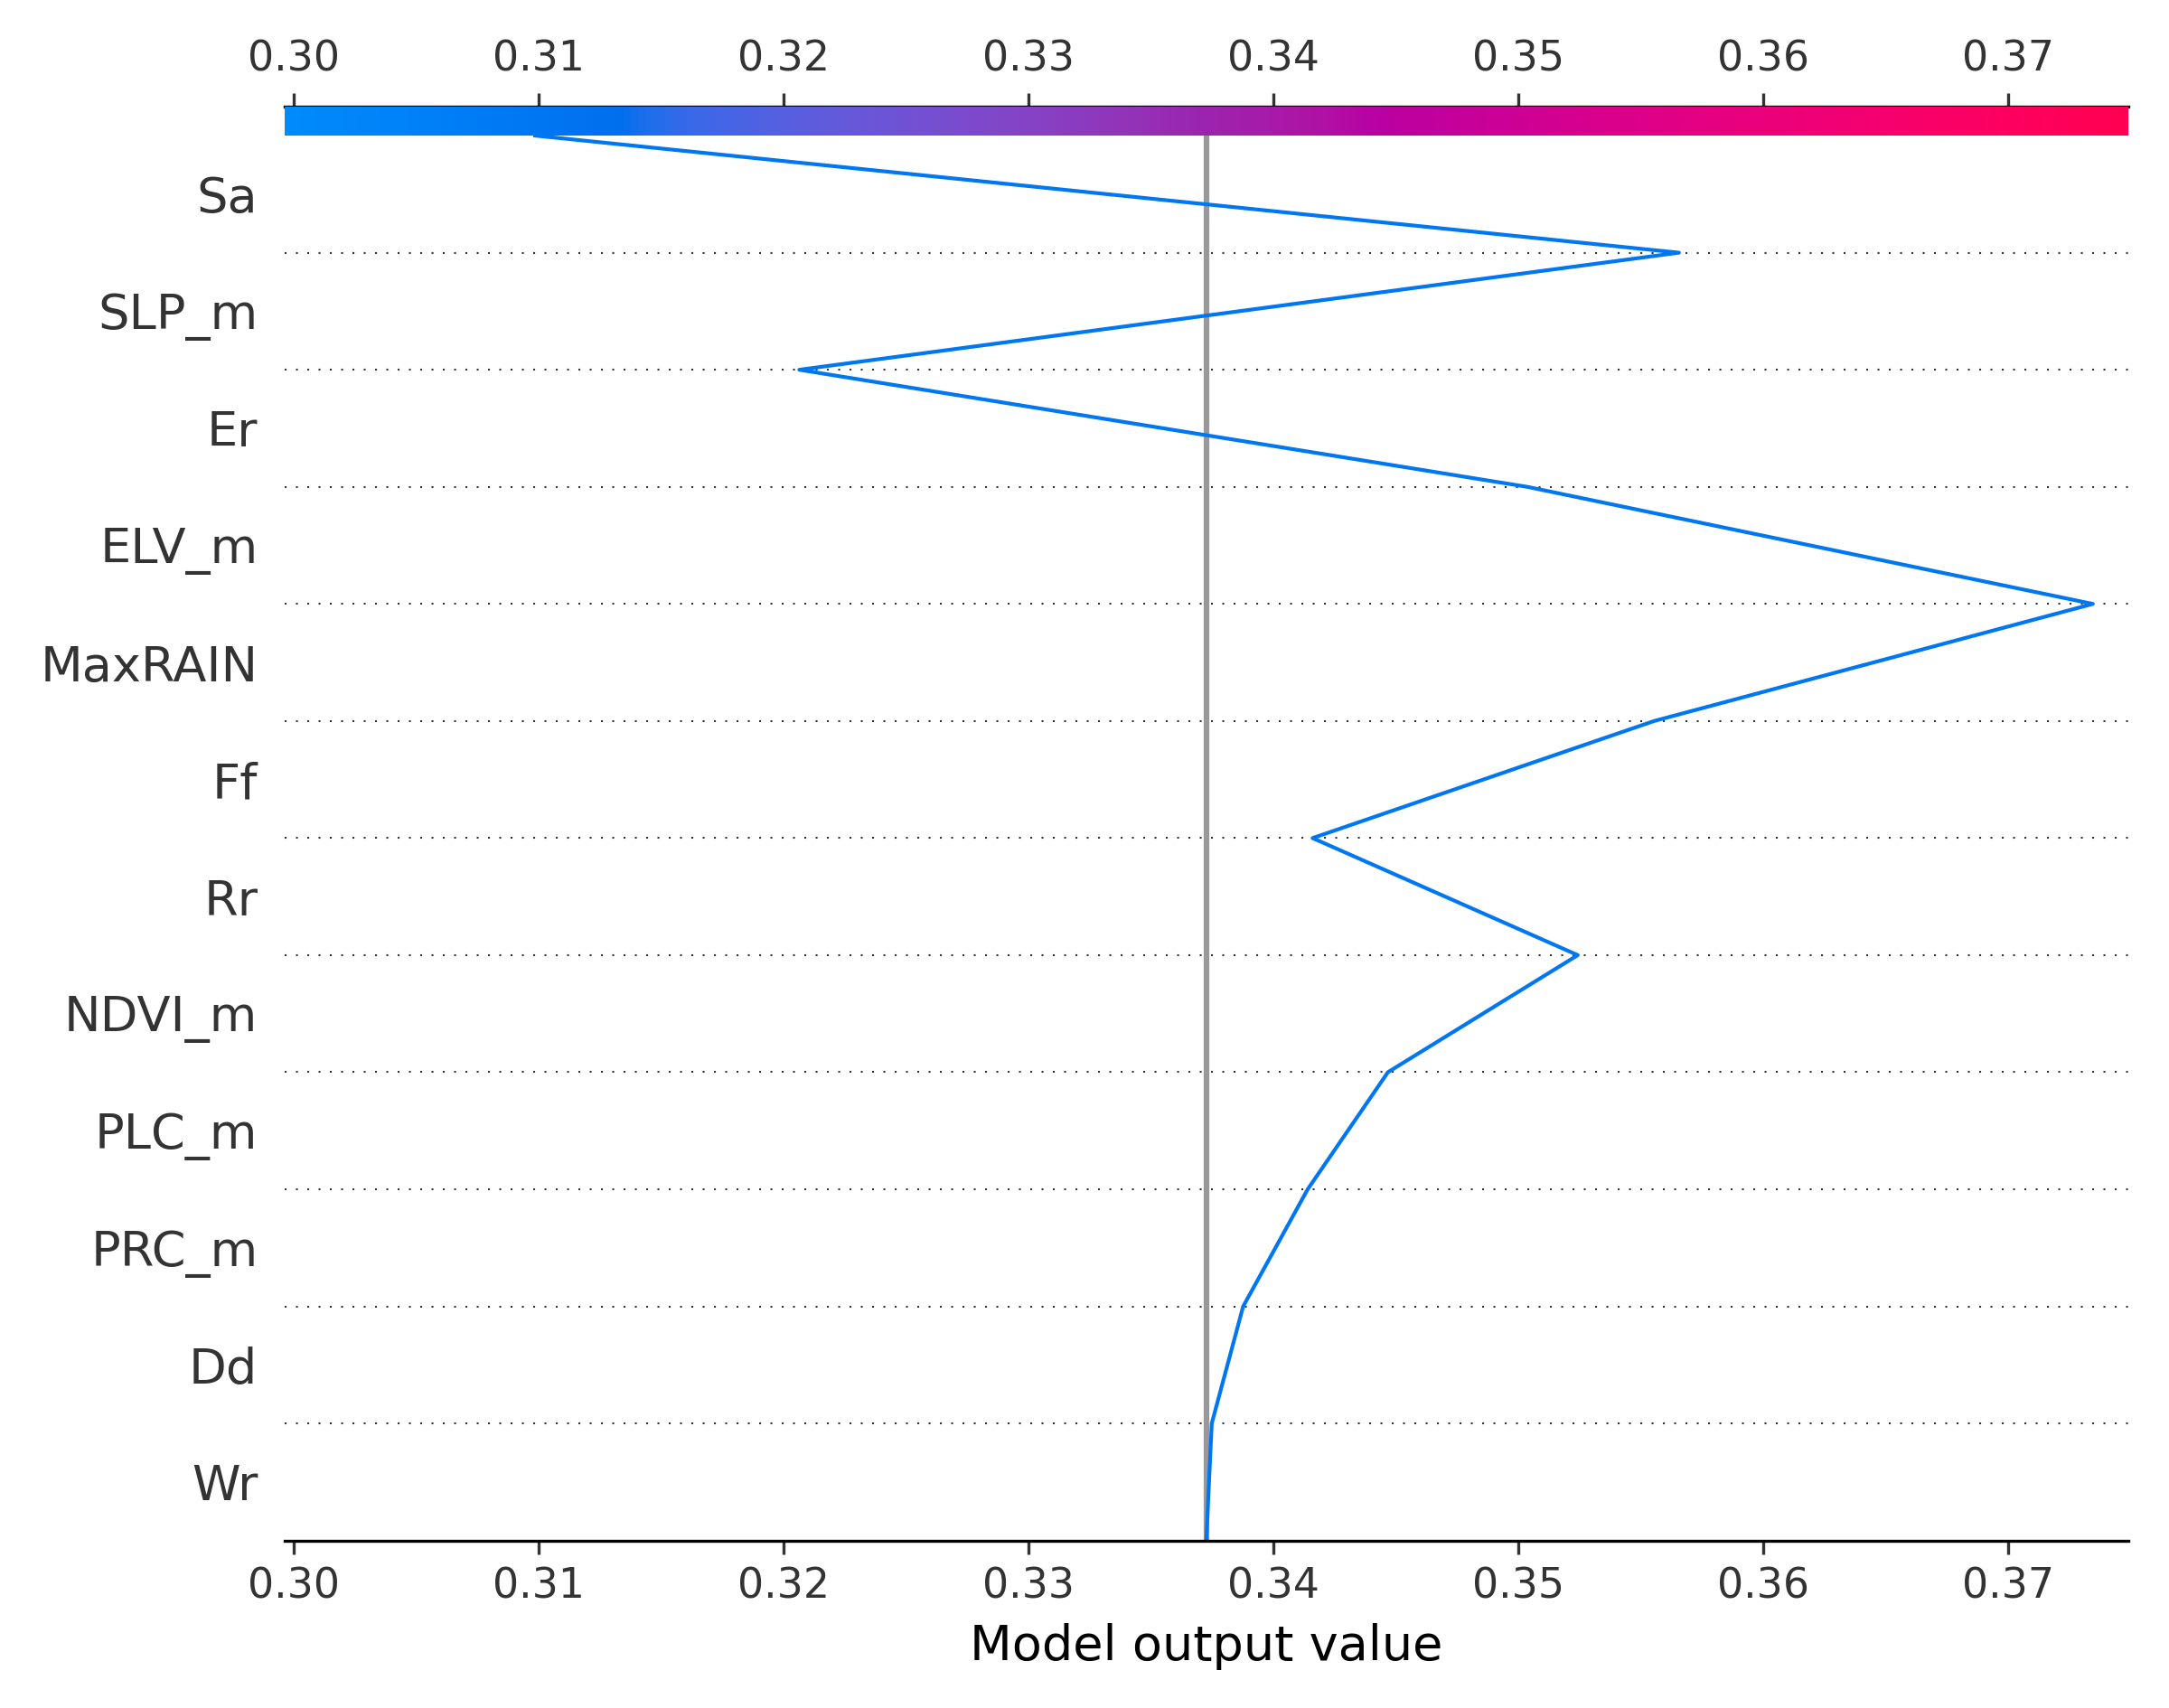 0.30 0.31 0.32 0.33 0.34 0.35 0.36 0.37
Sa
SLP_m
Er
ELV_m
MaxRAIN
Ff
Rr
NDVI_m
PLC_m
PRC_m
Dd
Wr
0.30 0.31 0.32 0.33 0.34 0.35 0.36 0.37
Model output value